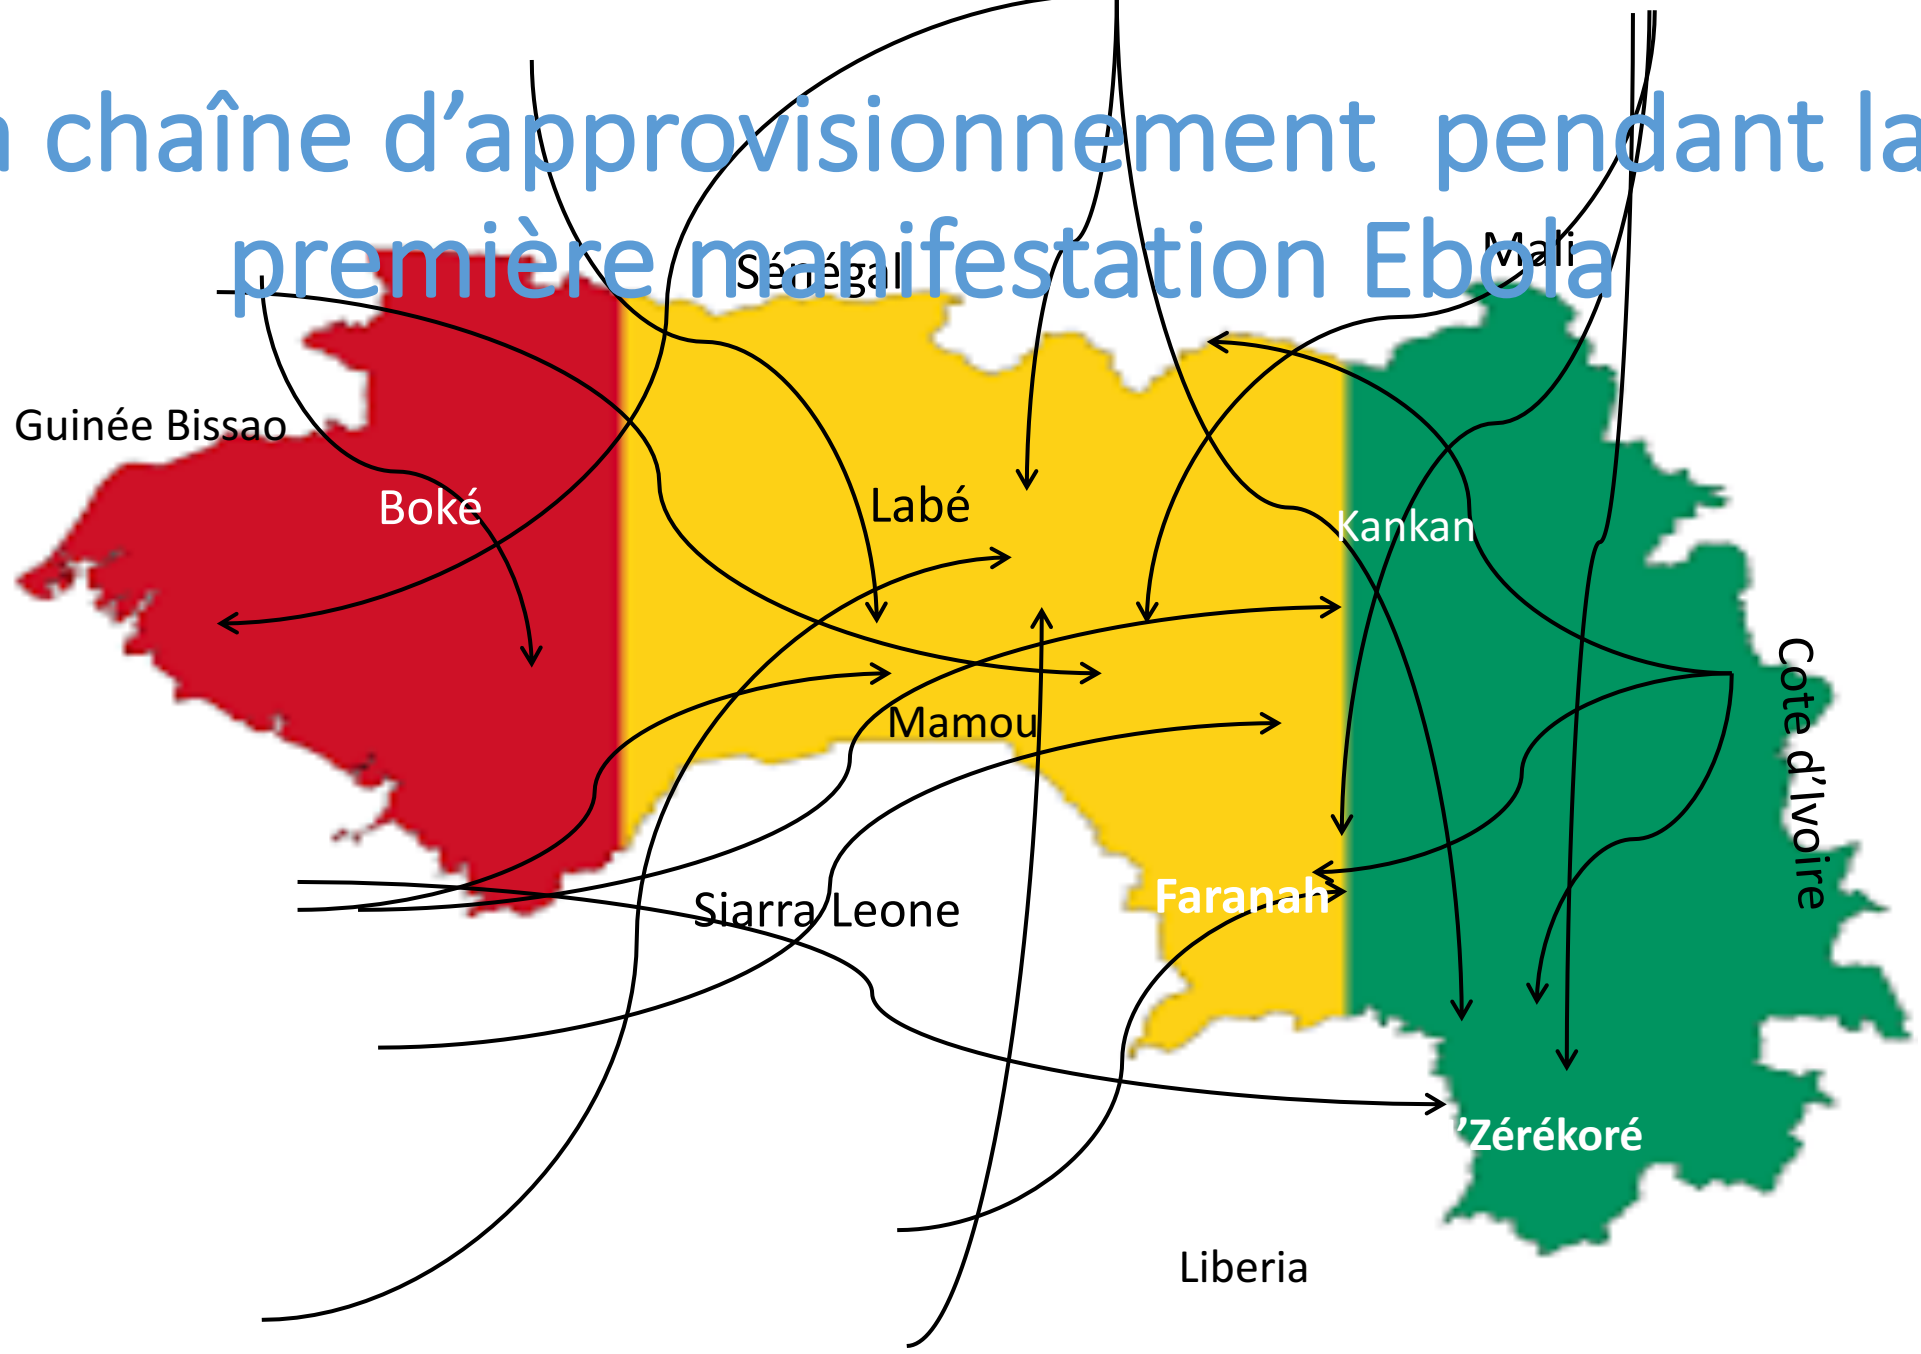 chaîne d’approvisionnement pendant la
première manifestation Ebola
Sénégal
Mali
Guinée Bissao
Boké
Labé
Kankan
Cote d’Ivoire
Mamou
Siarra Leone
Faranah
’Zérékoré
Liberia